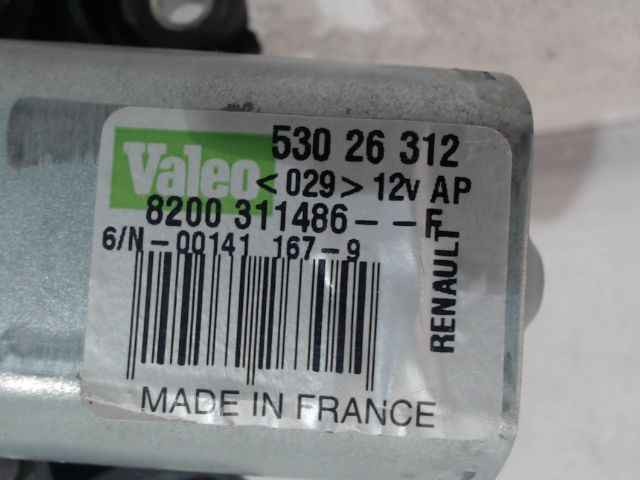 Valeo 530 26 312
<029> 12v AP
8200 311486--F
6/N-00141 167-9
RENAULT
MADE IN FRANCE